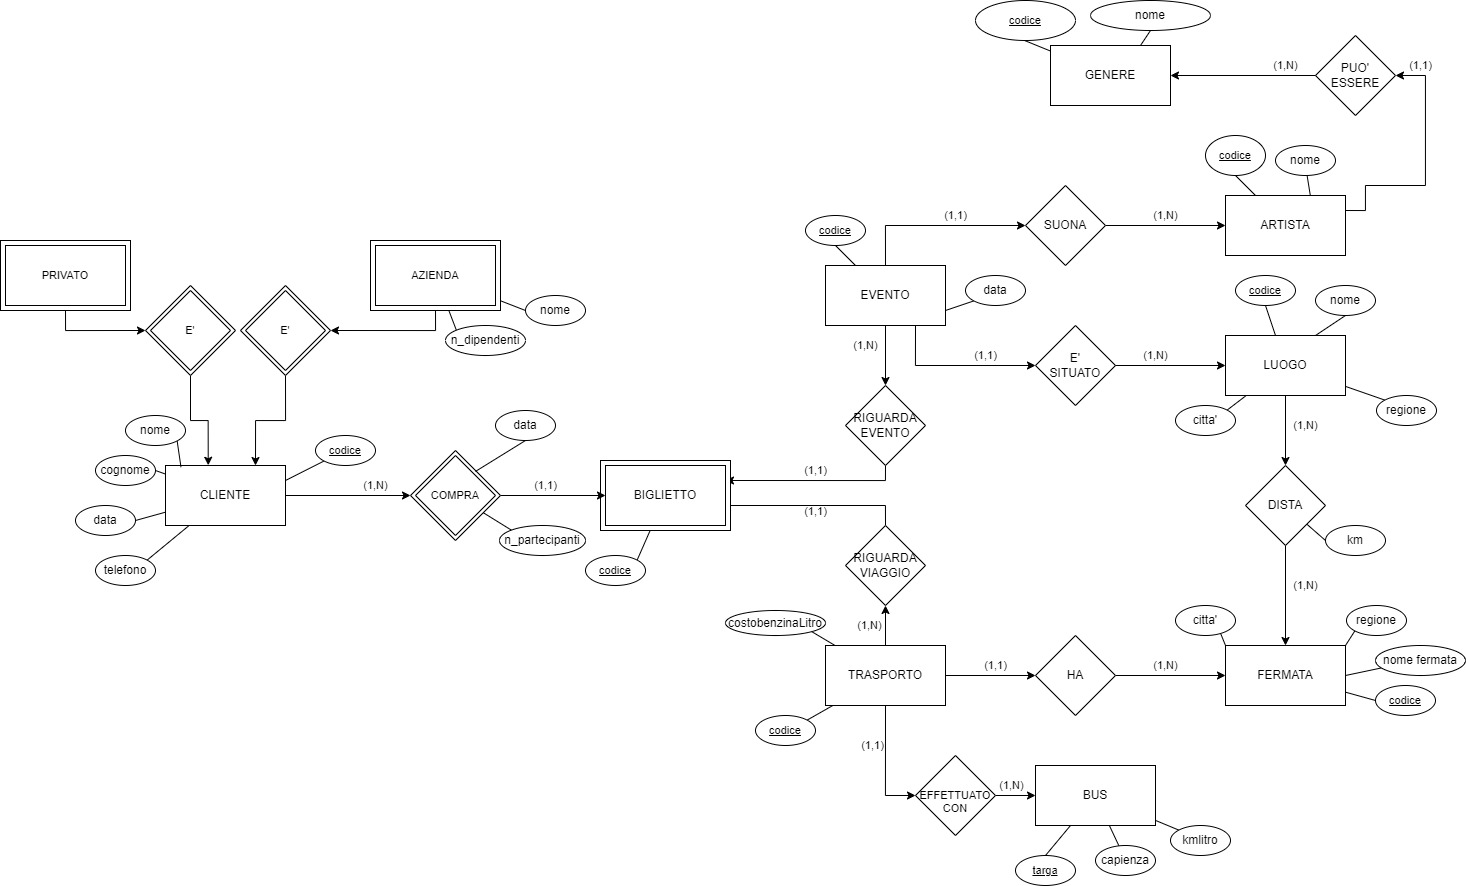 codice
nome
GENERE
(1,N)
PUO'
ESSERE
(1,1)
codice
nome
ARTISTA
(1,1)
SUONA
(1,N)
codice
EVENTO
data
PRIVATO
AZIENDA
nome
n_dipendenti
E'
E'
(1,N)
(1,1)
E'
SITUATO
(1,N)
codice
nome
LUOGO
citta'
regione
RIGUARDA
EVENTO
(1,1)
nome
cognome
data
telefono
codice
CLIENTE
(1,N)
data
COMPRA
n_partecipanti
(1,1)
BIGLIETTO
codice
(1,1)
RIGUARDA
VIAGGIO
(1,N)
(1,N)
DISTA
km
(1,N)
costobenzinaLitro
TRASPORTO
codice
(1,1)
HA
(1,N)
citta'
regione
nome fermata
codice
FERMATA
(1,1)
EFFETTUATO
CON
(1,N)
BUS
targa
capienza
kmlitro